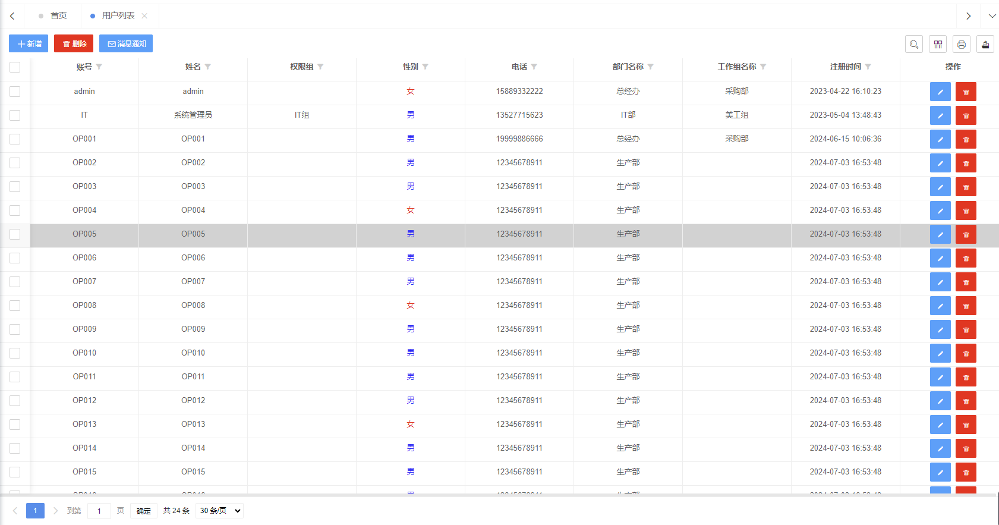 首页 用户列表
新增 删除 消息通知
账号 姓名 权限组 性别 电话 部门名称 工作组名称 注册时间 操作
admin admin 女 15889332222 总经办 采购部 2023-04-22 16:10:23
IT 系统管理员 IT组 男 13527715623 IT部 美工组 2023-05-04 13:48:43
OP001 OP001 男 19999886666 总经办 采购部 2024-06-15 10:06:36
OP002 OP002 男 12345678911 生产部 2024-07-03 16:53:48
OP003 OP003 男 12345678911 生产部 2024-07-03 16:53:48
OP004 OP004 女 12345678911 生产部 2024-07-03 16:53:48
OP005 OP005 男 12345678911 生产部 2024-07-03 16:53:48
OP006 OP006 男 12345678911 生产部 2024-07-03 16:53:48
OP007 OP007 男 12345678911 生产部 2024-07-03 16:53:48
OP008 OP008 女 12345678911 生产部 2024-07-03 16:53:48
OP009 OP009 男 12345678911 生产部 2024-07-03 16:53:48
OP010 OP010 男 12345678911 生产部 2024-07-03 16:53:48
OP011 OP011 男 12345678911 生产部 2024-07-03 16:53:48
OP012 OP012 男 12345678911 生产部 2024-07-03 16:53:48
OP013 OP013 女 12345678911 生产部 2024-07-03 16:53:48
OP014 OP014 男 12345678911 生产部 2024-07-03 16:53:48
OP015 OP015 男 12345678911 生产部 2024-07-03 16:53:48
1 到第 1 页 确定 共 24 条 30 条/页